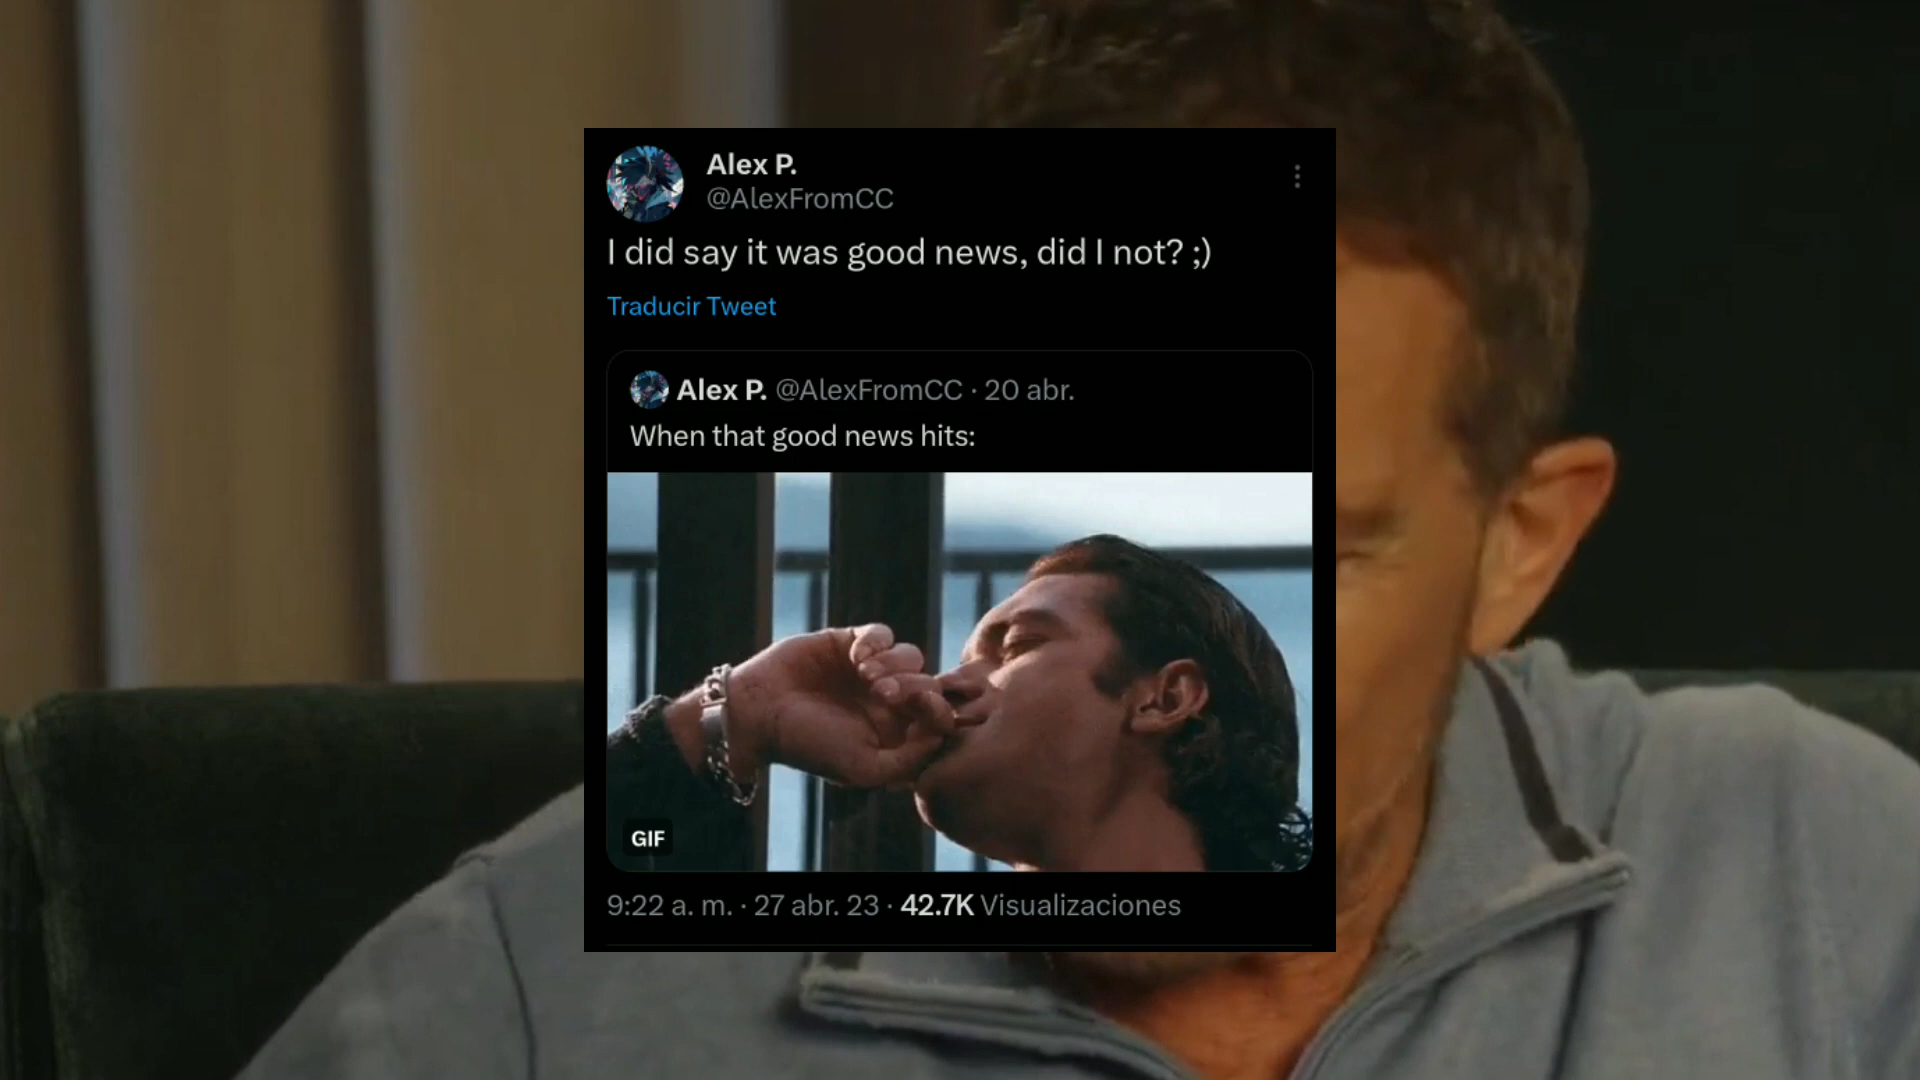 Alex P.
@AlexFromCC
I did say it was good news, did I not? ;)
Traducir Tweet
Alex P. @AlexFromCC · 20 abr.
When that good news hits:
GIF
9:22 a. m. · 27 abr. 23 · 42.7K Visualizaciones